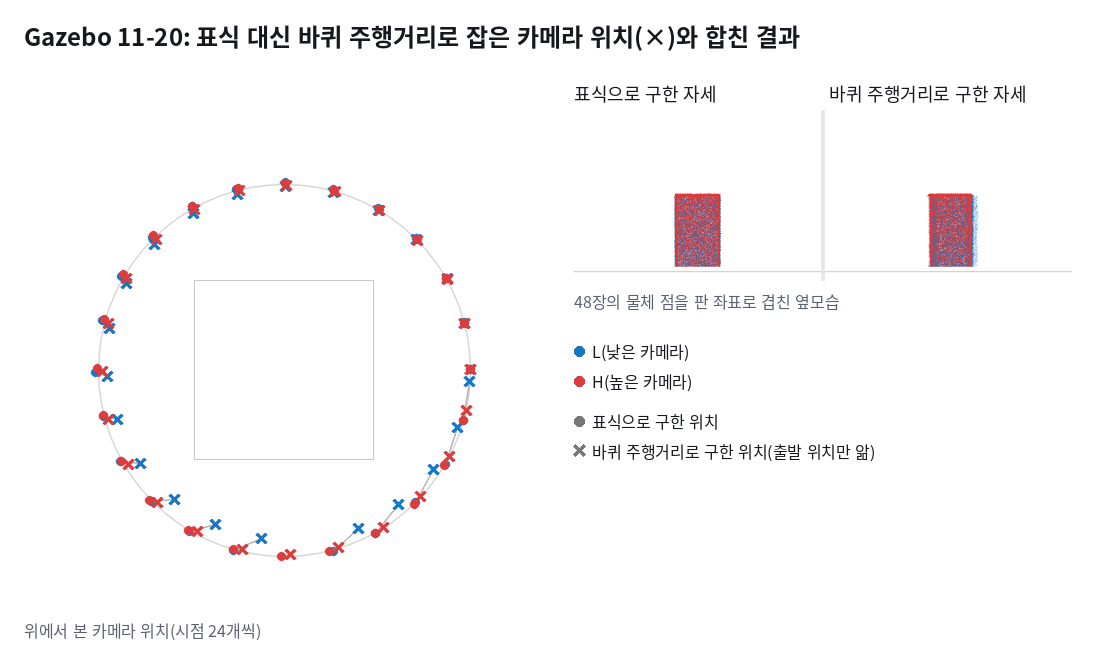 Gazebo 11-20: 표식 대신 바퀴 주행거리로 잡은 카메라 위치(×)와 합친 결과
표식으로 구한 자세
바퀴 주행거리로 구한 자세
48장의 물체 점을 판 좌표로 겹친 옆모습
L(낮은 카메라)
H(높은 카메라)
표식으로 구한 위치
바퀴 주행거리로 구한 위치(출발 위치만 앎)
위에서 본 카메라 위치(시점 24개씩)